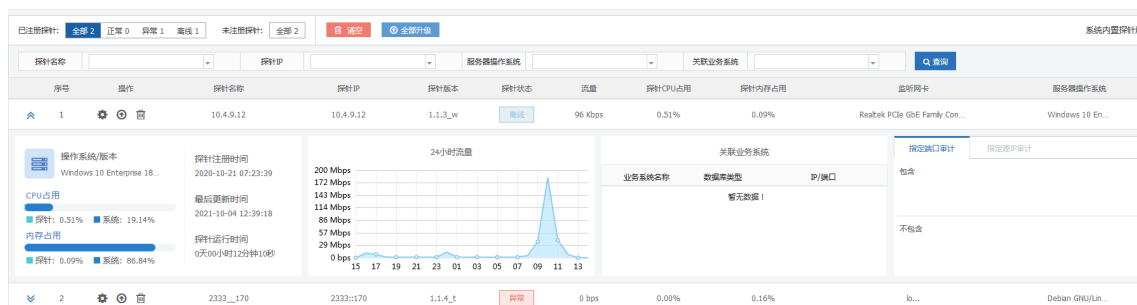 已注册探针: 全部 2 正常 0 异常 1 离线 1 未注册探针: 全部 2 清空 全部升级 系统内置探针
探针名称 探针IP 服务器操作系统 关联业务系统 查询
序号 操作 探针名称 探针IP 探针版本 探针状态 流量 探针CPU占用 探针内存占用 监听网卡 服务器操作系统
1 10.4.9.12 10.4.9.12 1.1.3_w 离线 96 Kbps 0.51% 0.09% Realtek PCIe GbE Family Con... Windows 10 En...
操作系统/版本
Windows 10 Enterprise 18...
CPU占用
探针: 0.51% 系统: 19.14%
内存占用
探针: 0.09% 系统: 86.84%
探针注册时间
2020-10-21 07:23:39
最后更新时间
2021-10-04 12:39:18
探针运行时间
0天00小时12分钟10秒
24小时流量
200 Mbps
172 Mbps
143 Mbps
114 Mbps
86 Mbps
57 Mbps
29 Mbps
0 bps
15 17 19 21 23 01 03 05 07 09 11 13
关联业务系统
业务系统名称 数据库类型 IP/端口
暂无数据！
指定端口审计 指定源IP审计
包含
不包含
2 2333__170 2333::170 1.1.4_t 异常 0 bps 0.00% 0.16% lo... Debian GNU/Lin...